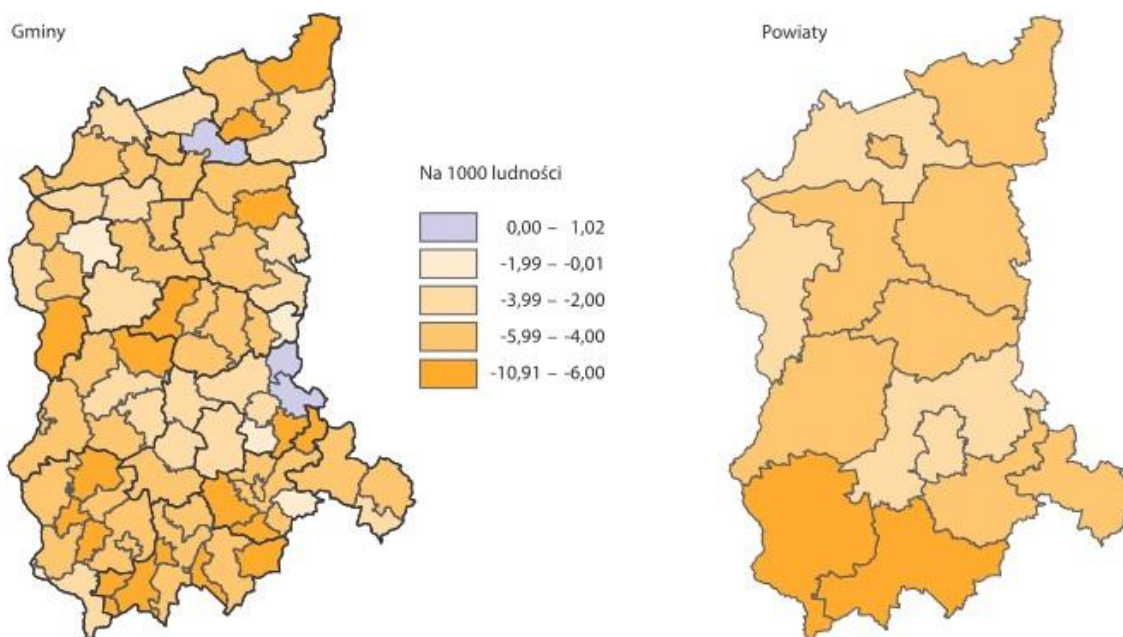 Gminy
Powiaty
Na 1000 ludności
0,00 – 1,02
-1,99 – -0,01
-3,99 – -2,00
-5,99 – -4,00
-10,91 – -6,00